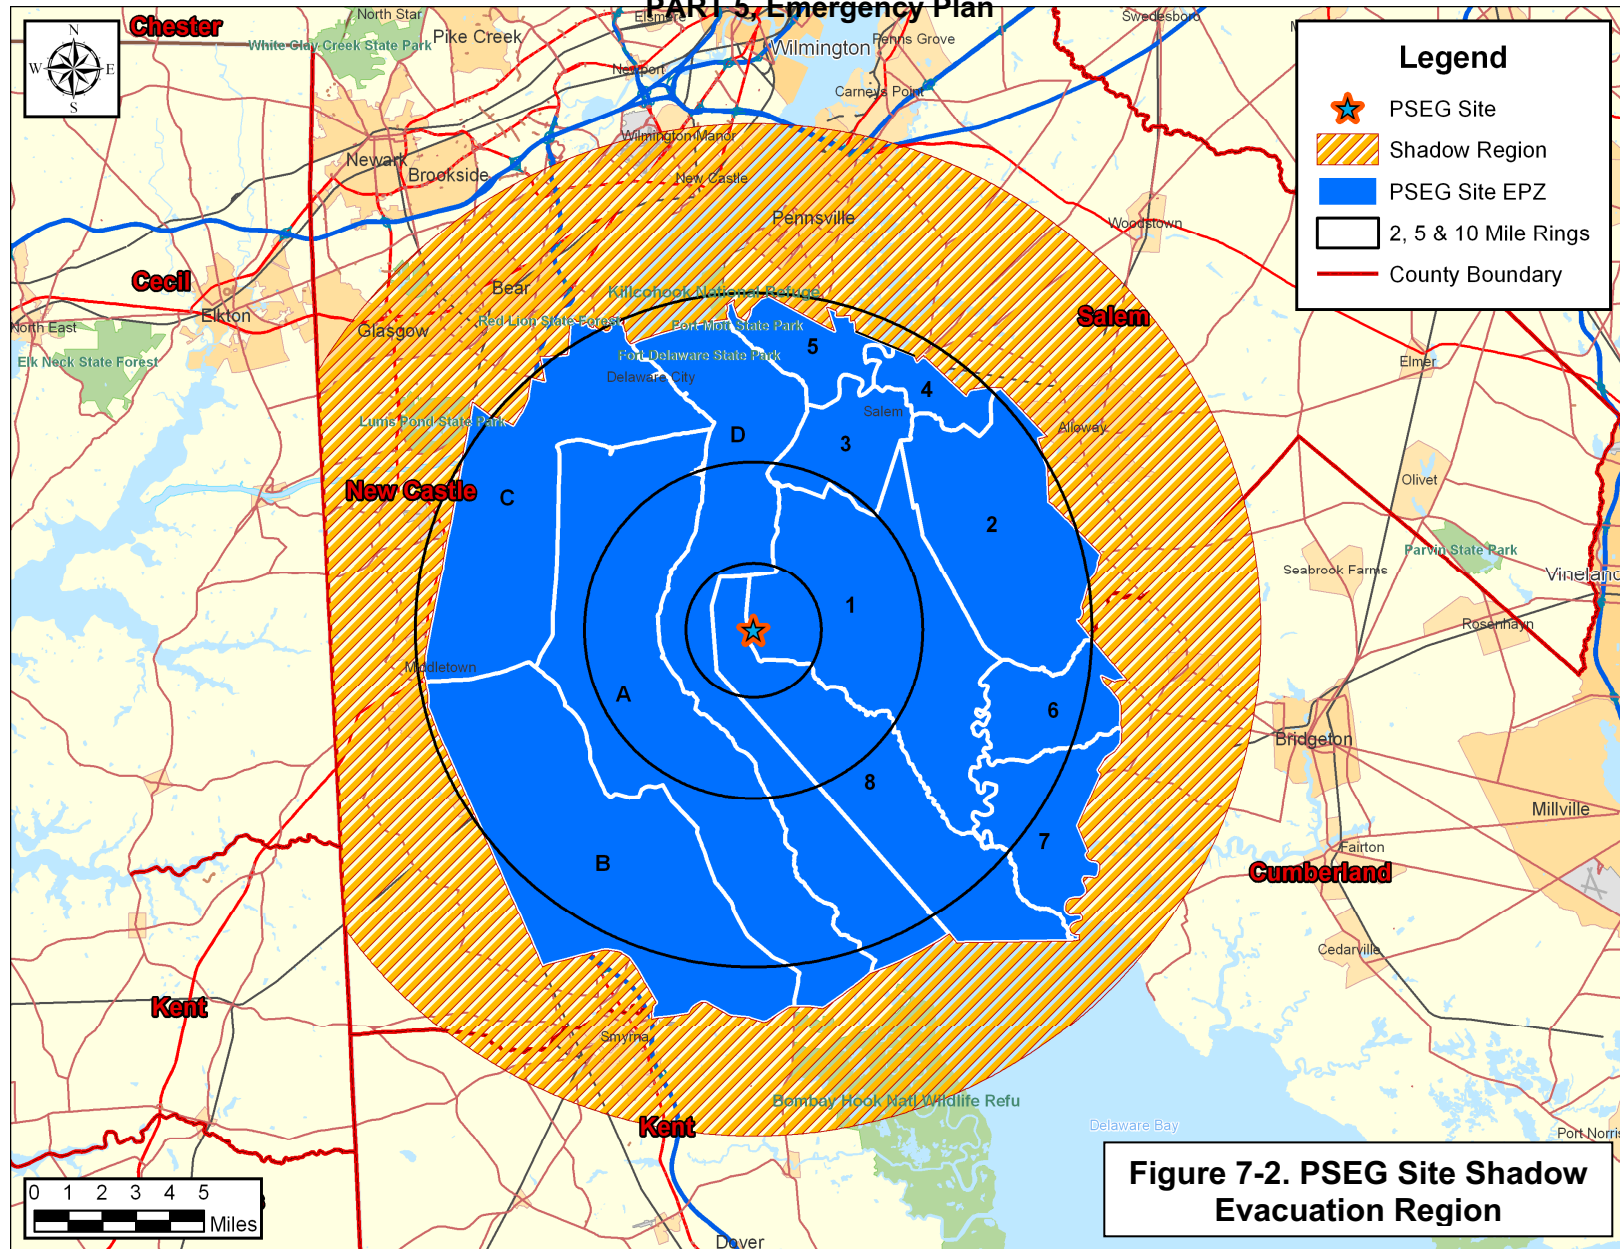 PART 5, Emergency Plan
Chester
North Star
White Clay Creek State Park
Pike Creek
Elsmere
Wilmington
Penns Grove
Swedesboro
N
W
E
S
Newport
Carneys Point
Wilmington Manor
Newark
Brookside
New Castle
Pennsville
Woodstown
Legend
PSEG Site
Shadow Region
PSEG Site EPZ
2, 5 & 10 Mile Rings
County Boundary
Cecil
Elkton
North East
Elk Neck State Forest
Bear
Glasgow
Killcohook National Refuge
Red Lion State Forest
Fort Mott State Park
Fort Delaware State Park
Delaware City
Salem
Elmer
5
4
Salem
Alloway
Lums Pond State Park
D
3
New Castle
C
2
Olivet
Parvin State Park
Seabrook Farms
Vineland
Rosenhayn
1
Middletown
A
6
Bridgeton
8
7
B
Millville
Fairton
Cumberland
Cedarville
Kent
Smyrna
Kent
Bombay Hook Natl Wildlife Refu
Delaware Bay
Port Norris
Dover
0 1 2 3 4 5
Miles
Figure 7-2. PSEG Site Shadow
Evacuation Region